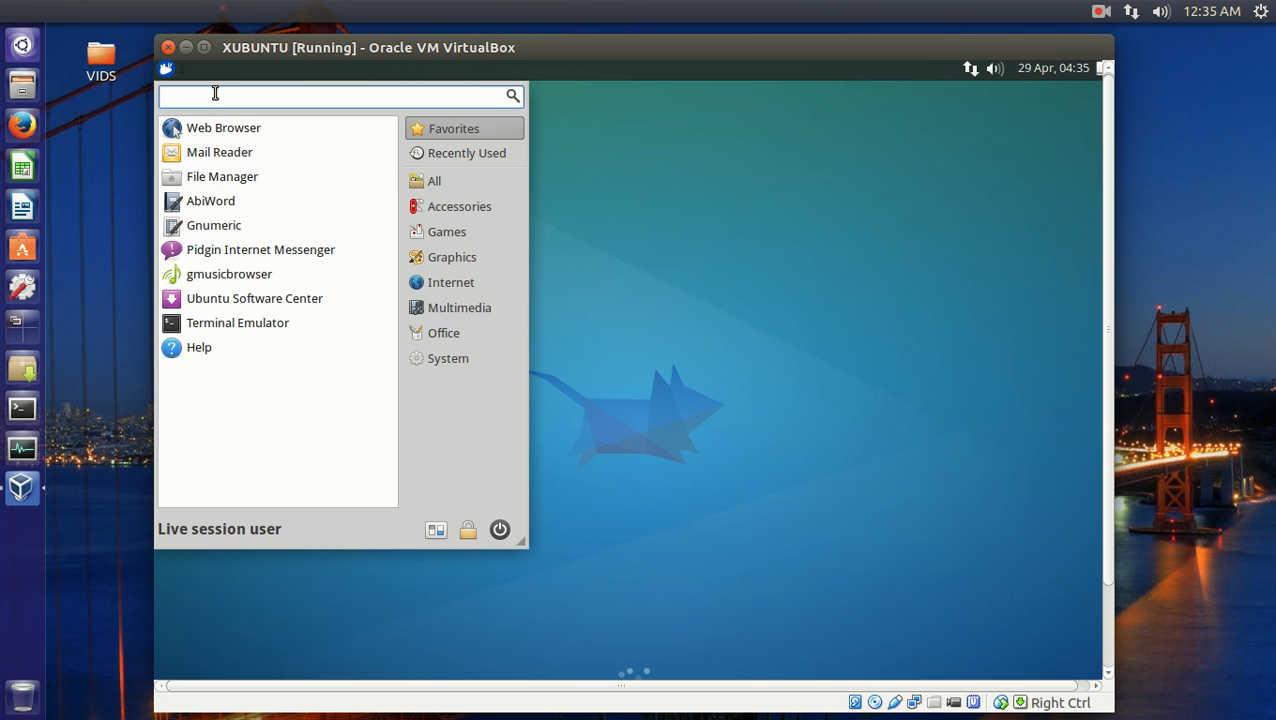 12:35 AM
VIDS
XUBUNTU [Running] - Oracle VM VirtualBox
29 Apr, 04:35
Web Browser
Mail Reader
File Manager
AbiWord
Gnumeric
Pidgin Internet Messenger
gmusicbrowser
Ubuntu Software Center
Terminal Emulator
Help
Favorites
Recently Used
All
Accessories
Games
Graphics
Internet
Multimedia
Office
System
Live session user
Right Ctrl